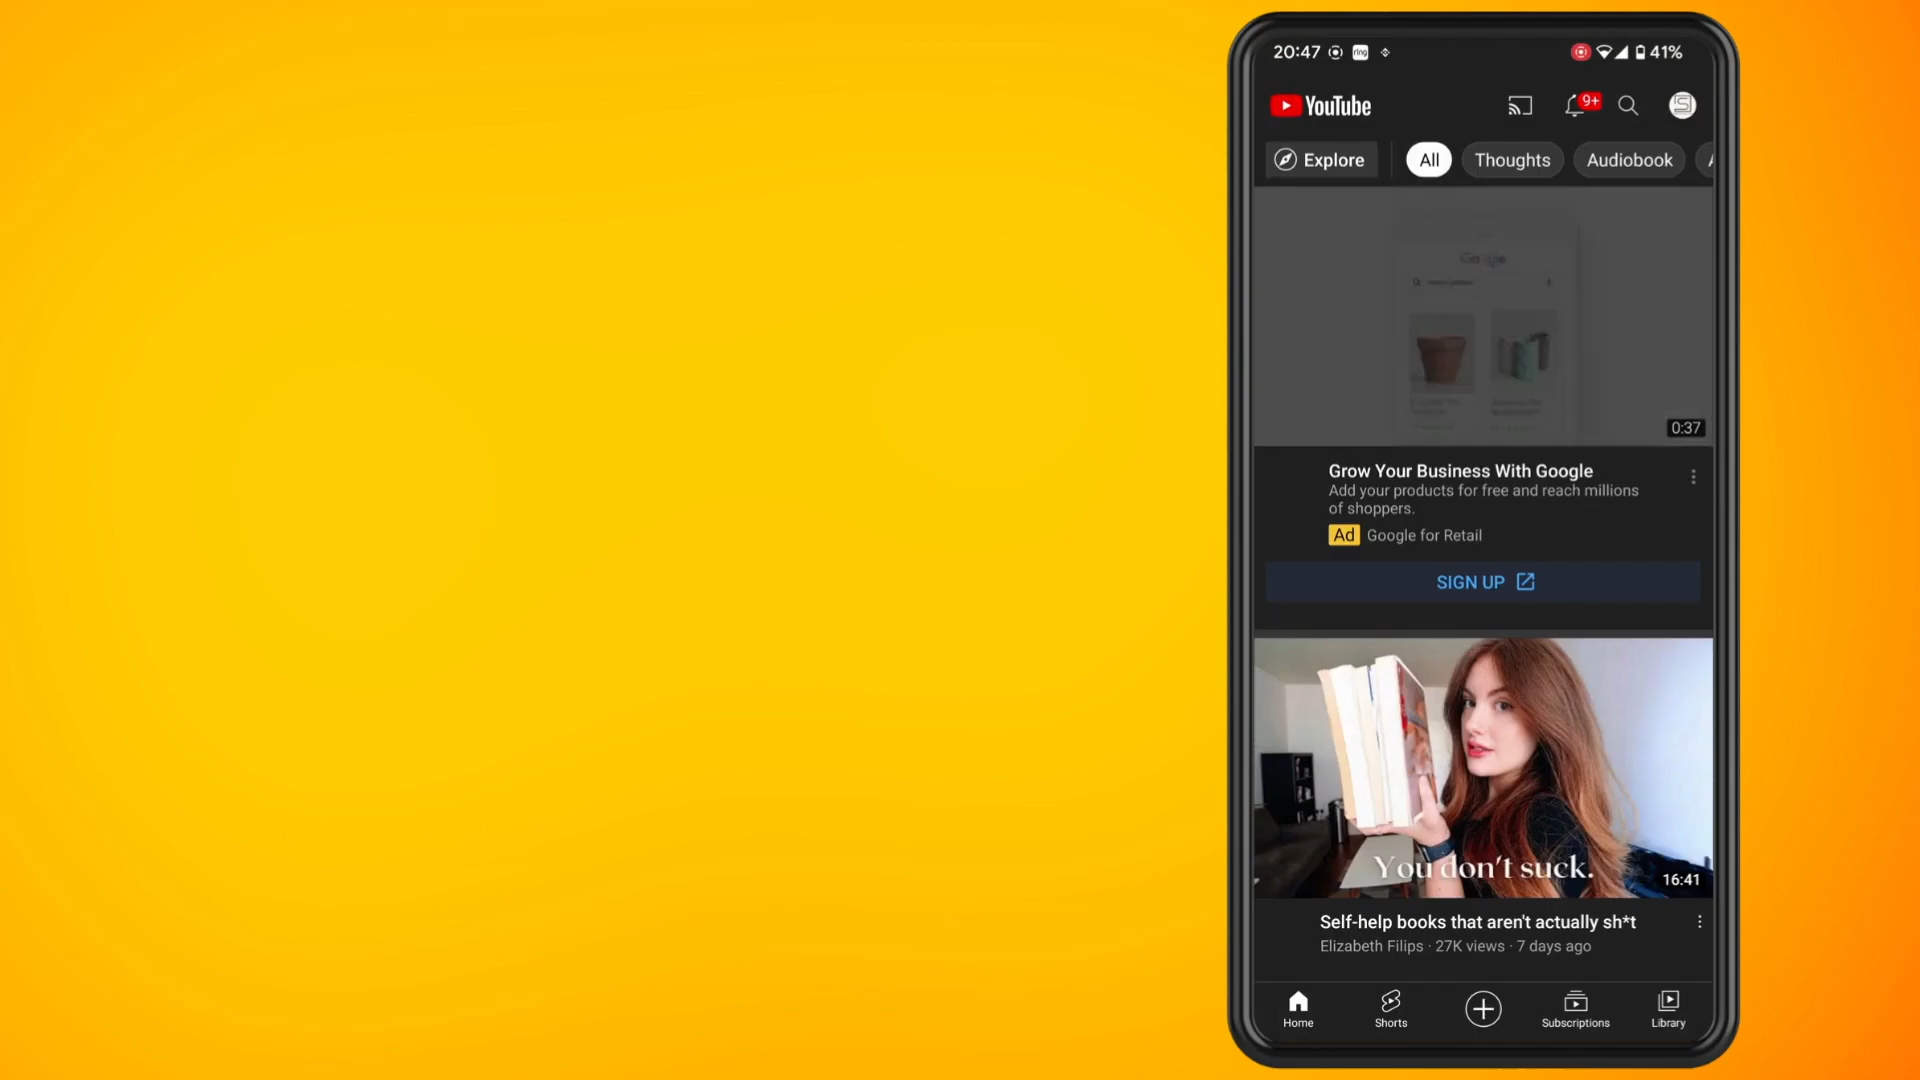 20:47 ring 41%
YouTube 9+
Explore All Thoughts Audiobook
Google
0:37
Grow Your Business With Google
Add your products for free and reach millions
of shoppers.
Ad Google for Retail
SIGN UP
You don't suck.
16:41
Self-help books that aren't actually sh*t
Elizabeth Filips · 27K views · 7 days ago
Home Shorts Subscriptions Library